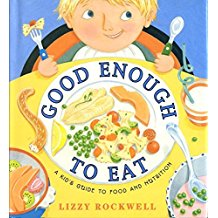 GOOD ENOUGH
TO EAT
A KID'S GUIDE TO FOOD AND NUTRITION
LIZZY ROCKWELL